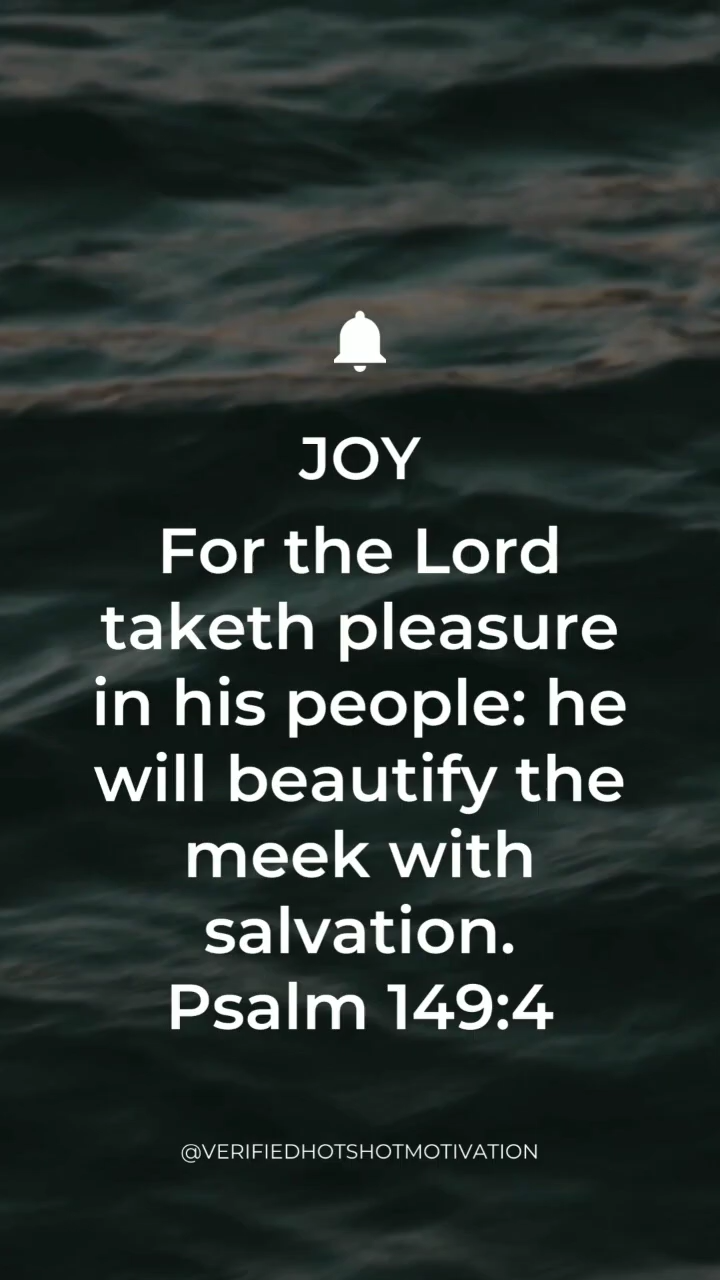 JOY
For the Lord
taketh pleasure
in his people: he
will beautify the
meek with
salvation.
Psalm 149:4
@VERIFIEDHOTSHOTMOTIVATION